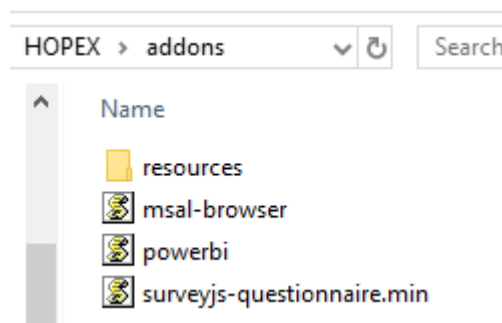 HOPEX > addons
Search
Name
resources
msal-browser
powerbi
surveyjs-questionnaire.min